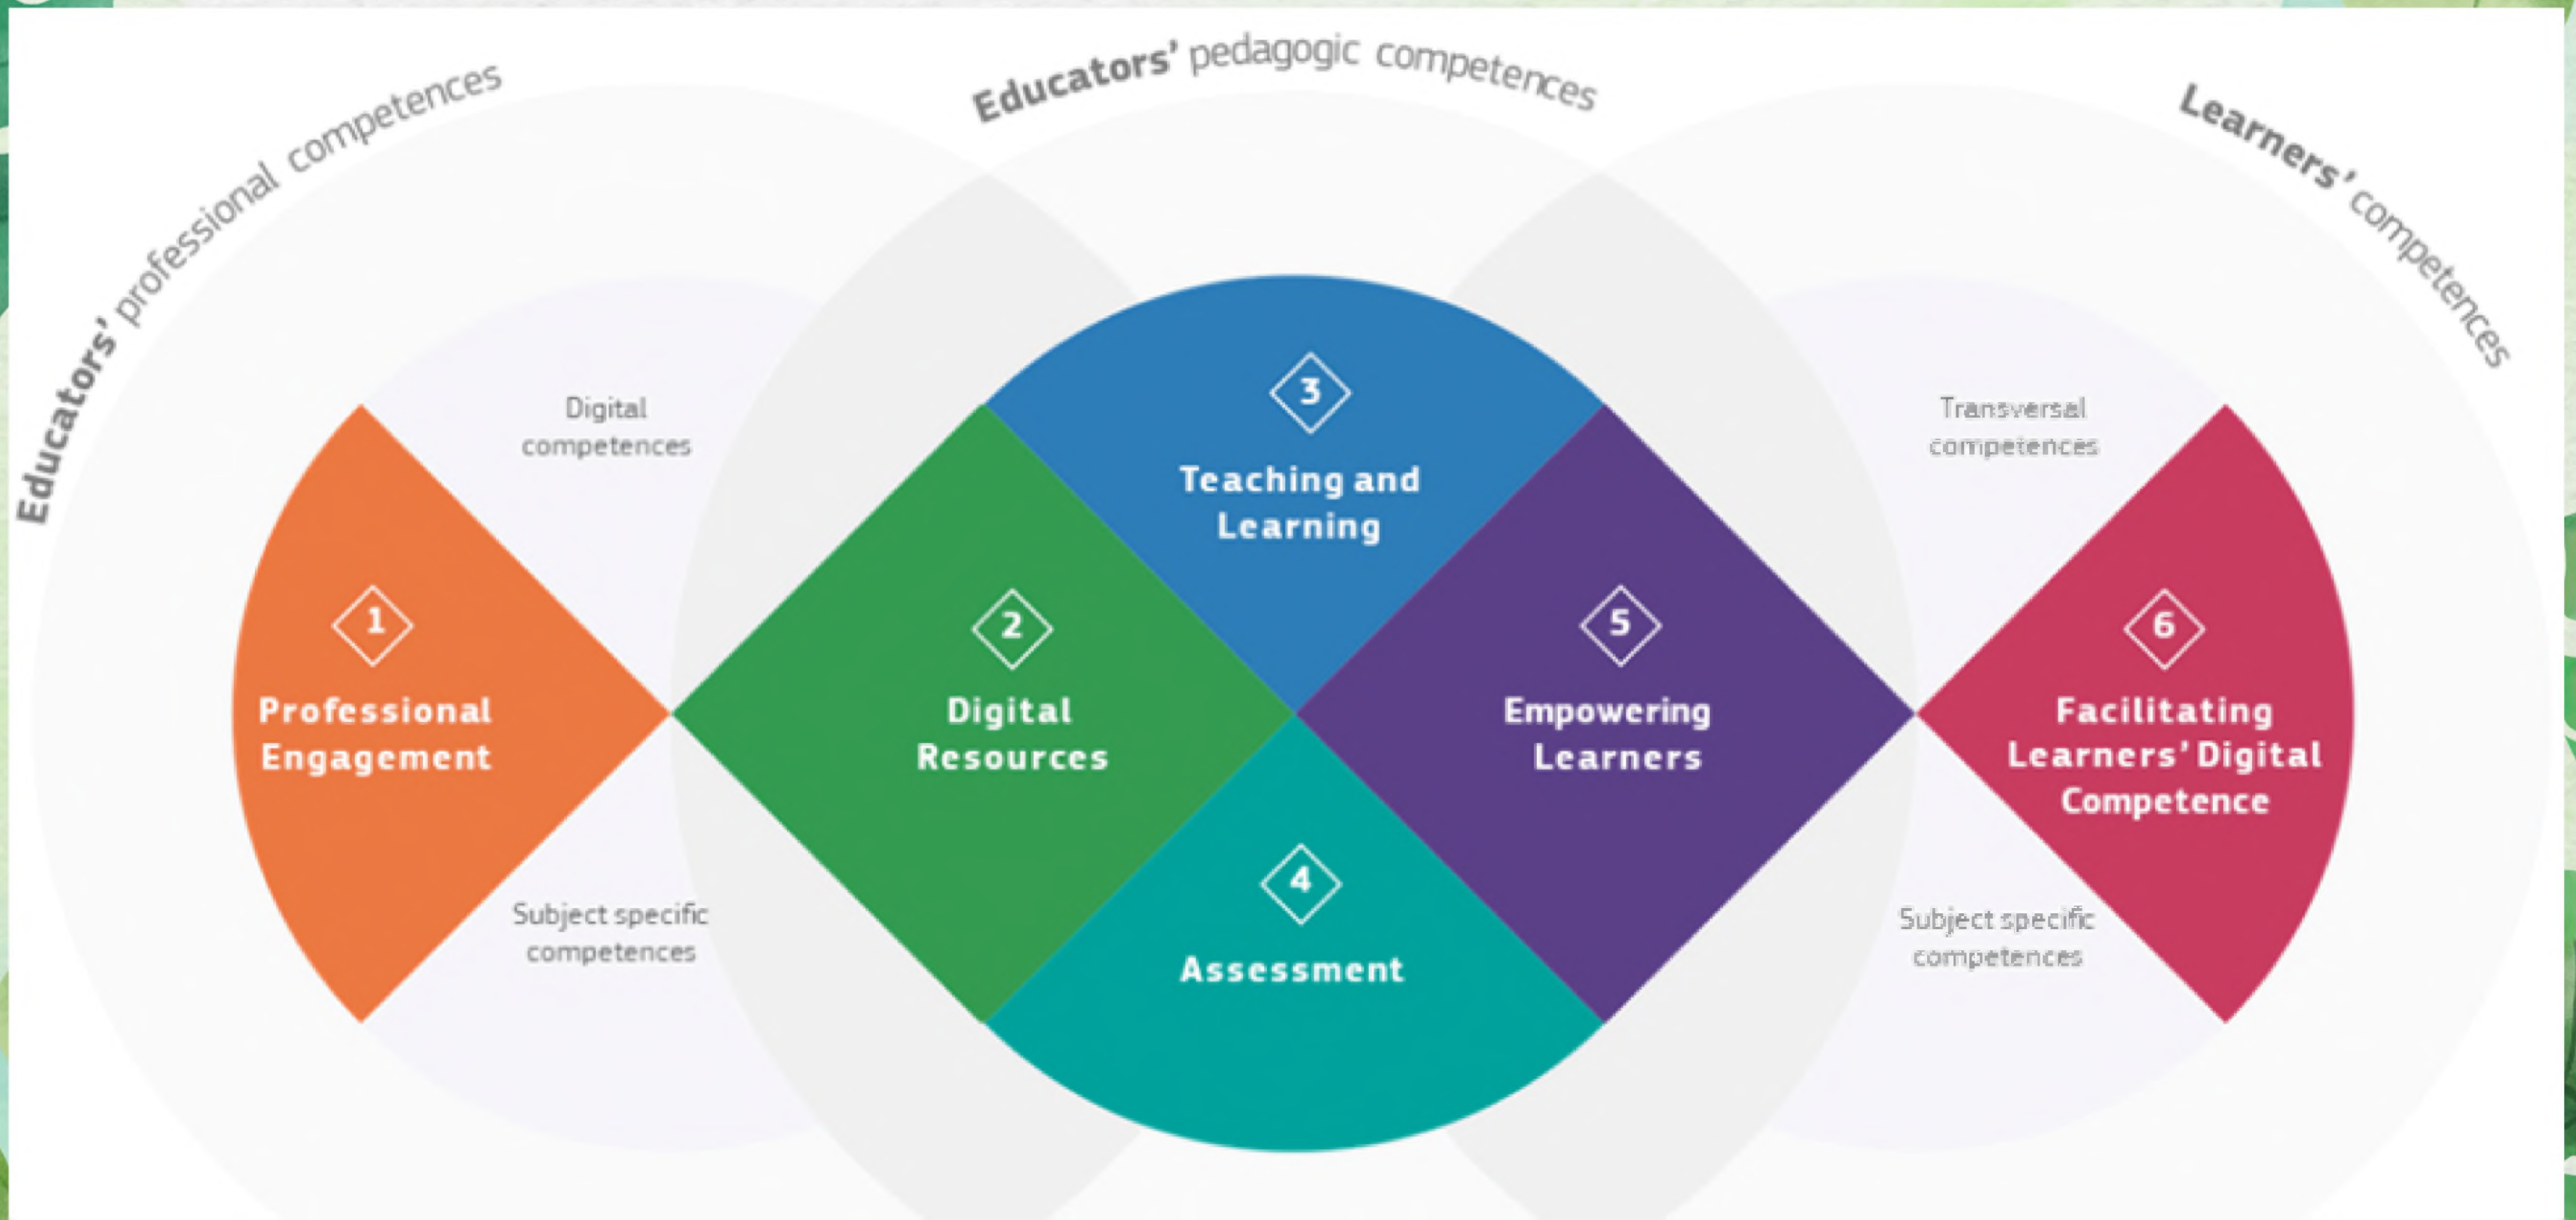 Educators' professional competences
Educators' pedagogic competences
Learners' competences
Digital
competences
Transversal
competences
1
Professional
Engagement
2
Digital
Resources
3
Teaching and
Learning
4
Assessment
5
Empowering
Learners
6
Facilitating
Learners' Digital
Competence
Subject specific
competences
Subject specific
competences